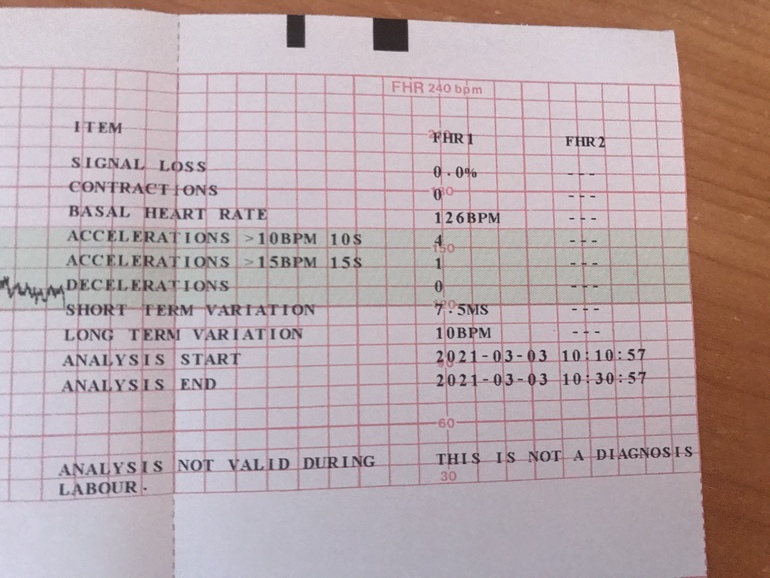 FHR 240 bpm
ITEM FHR1 FHR2
SIGNAL LOSS 0.0% ---
CONTRACTIONS 0 ---
BASAL HEART RATE 126BPM ---
ACCELERATIONS >10BPM 10S 4 ---
150
ACCELERATIONS >15BPM 15S 1 ---
DECELERATIONS 0 ---
SHORT TERM VARIATION 7.5MS ---
LONG TERM VARIATION 10BPM ---
ANALYSIS START 2021-03-03 10:10:57
ANALYSIS END 2021-03-03 10:30:57
60
ANALYSIS NOT VALID DURING THIS IS NOT A DIAGNOSIS
LABOUR.
30